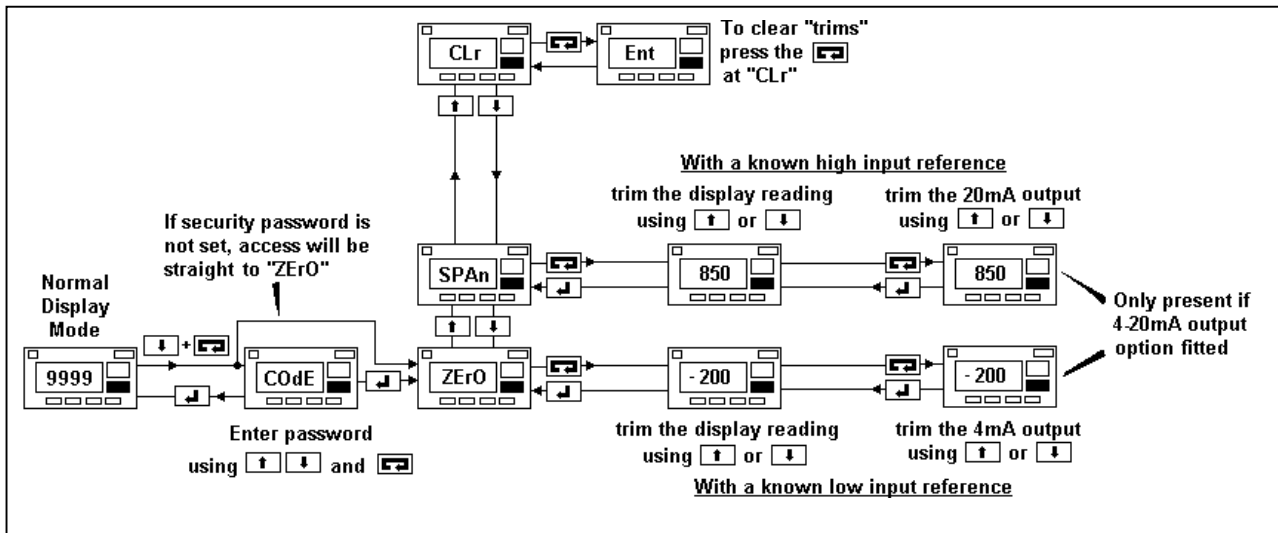 CLr
Ent
To clear "trims"
press the
at "CLr"
With a known high input reference
trim the display reading
using ⬆ or ⬇
trim the 20mA output
using ⬆ or ⬇
If security password is
not set, access will be
straight to "ZErO"
SPAn
850
850
Only present if
4-20mA output
option fitted
Normal
Display
Mode
+
9999
COdE
ZErO
- 200
- 200
Enter password
using ⬆ ⬇ and
trim the display reading
using ⬆ or ⬇
trim the 4mA output
using ⬆ or ⬇
With a known low input reference